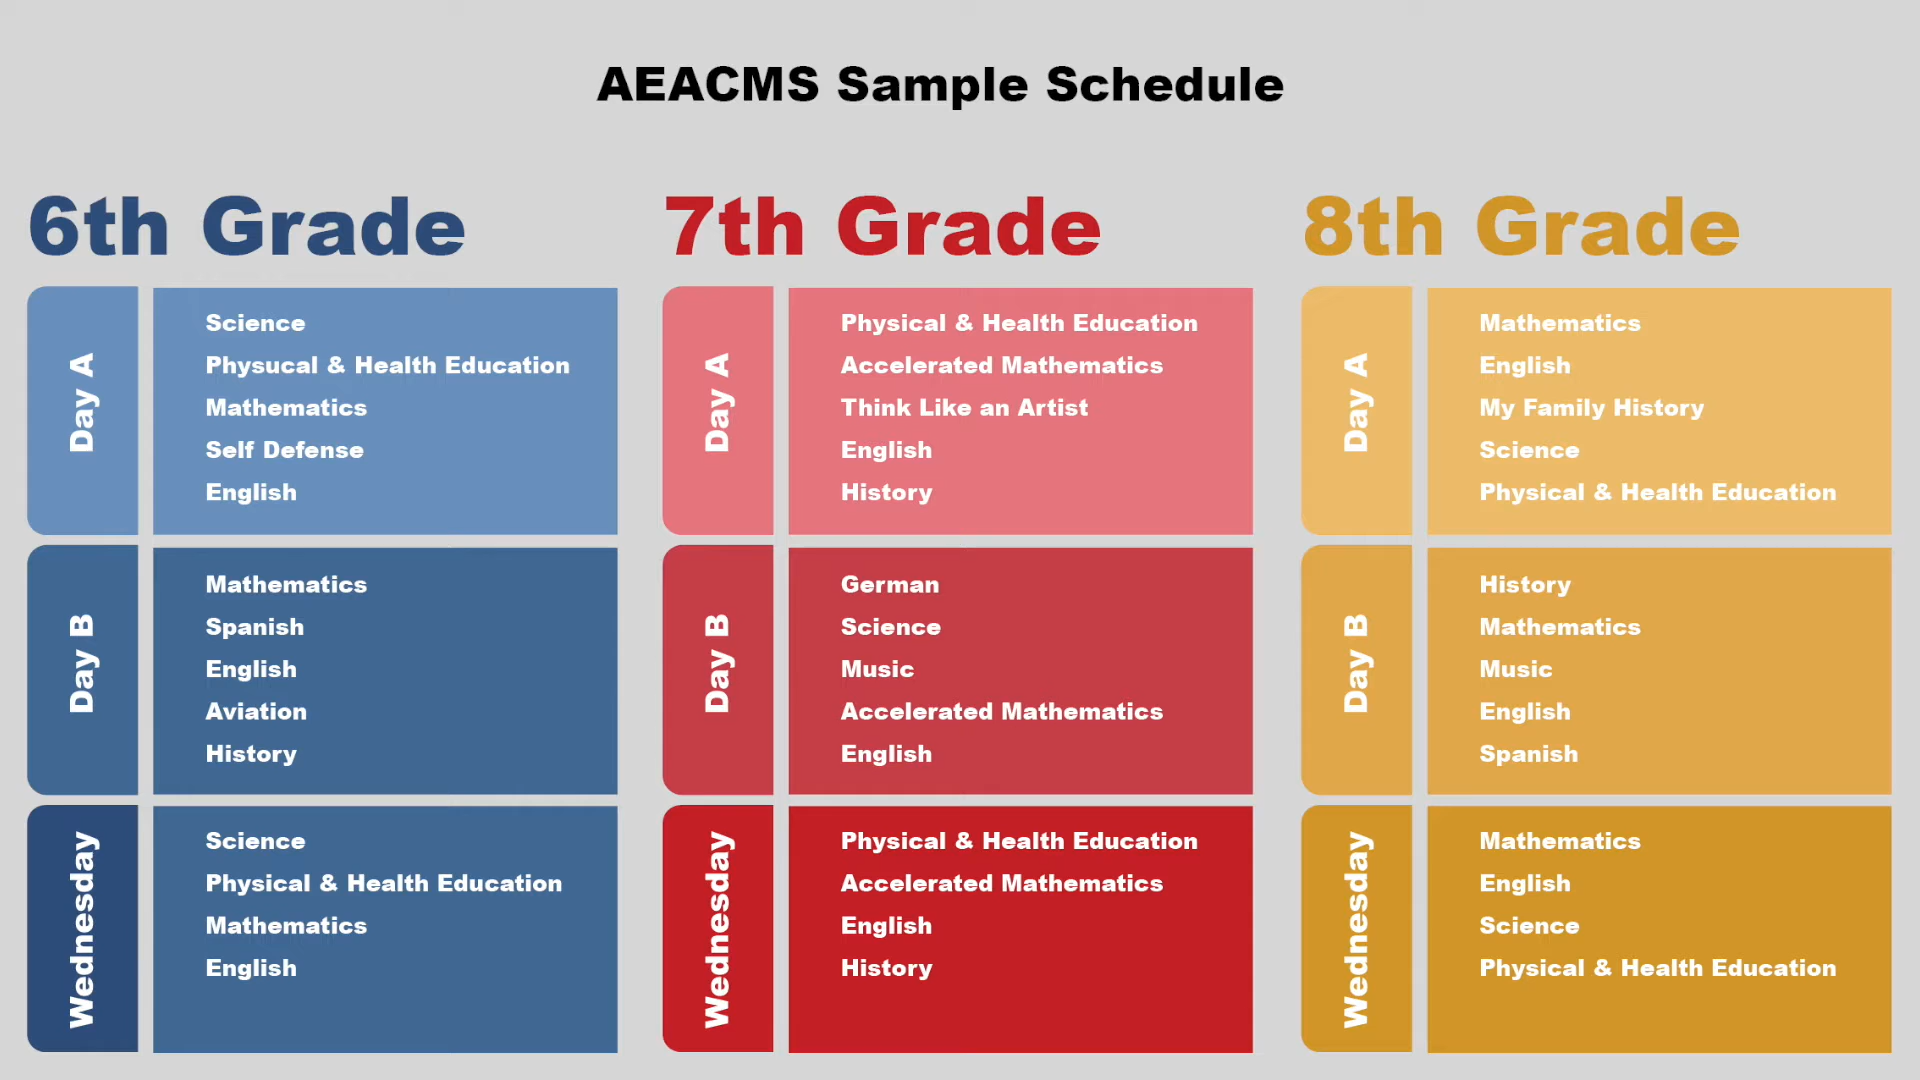 AEACMS Sample Schedule
6th Grade
Day A
Science
Physucal & Health Education
Mathematics
Self Defense
English
Day B
Mathematics
Spanish
English
Aviation
History
Wednesday
Science
Physical & Health Education
Mathematics
English
7th Grade
Day A
Physical & Health Education
Accelerated Mathematics
Think Like an Artist
English
History
Day B
German
Science
Music
Accelerated Mathematics
English
Wednesday
Physical & Health Education
Accelerated Mathematics
English
History
8th Grade
Day A
Mathematics
English
My Family History
Science
Physical & Health Education
Day B
History
Mathematics
Music
English
Spanish
Wednesday
Mathematics
English
Science
Physical & Health Education